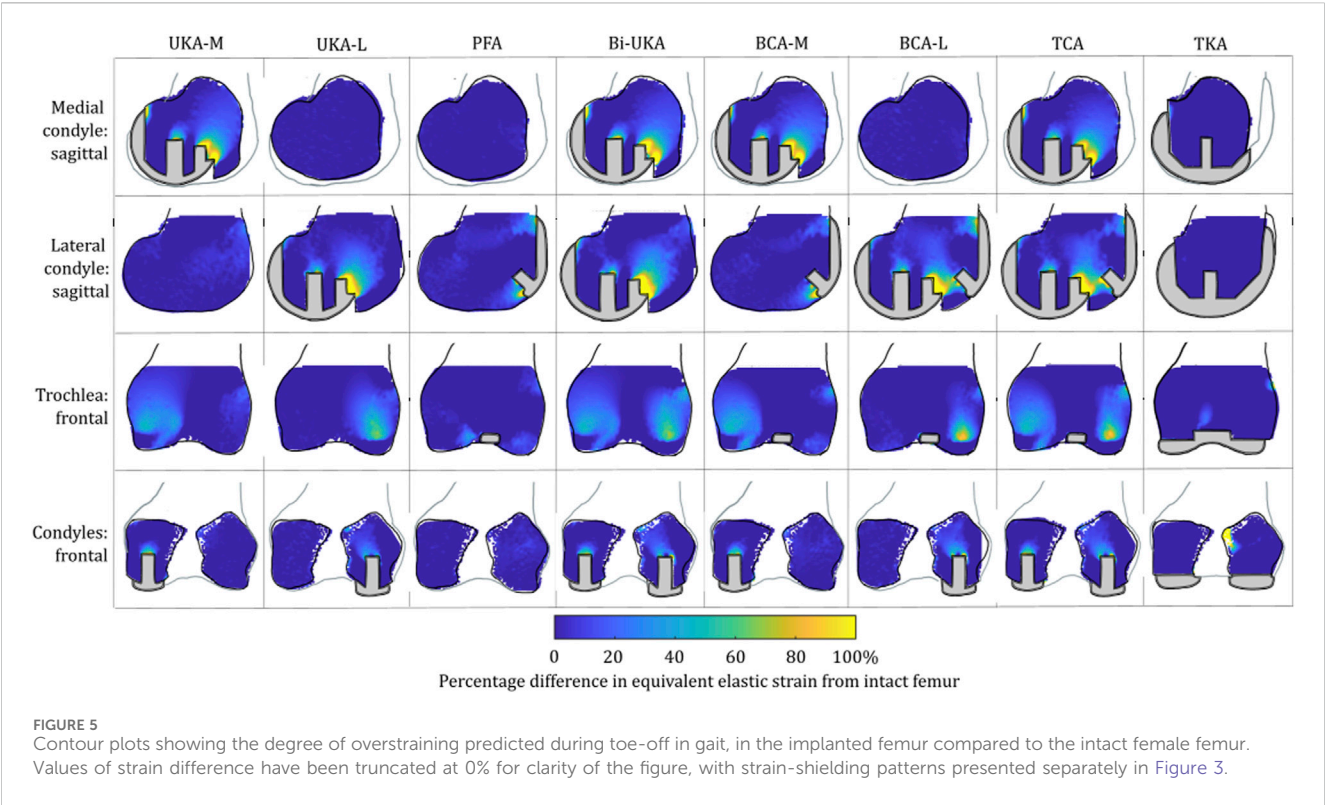 UKA-M UKA-L PFA Bi-UKA BCA-M BCA-L TCA TKA
Medial
condyle:
sagittal
Lateral
condyle:
sagittal
Trochlea:
frontal
Condyles:
frontal
0 20 40 60 80 100%
Percentage difference in equivalent elastic strain from intact femur
FIGURE 5
Contour plots showing the degree of overstraining predicted during toe-off in gait, in the implanted femur compared to the intact female femur.
Values of strain difference have been truncated at 0% for clarity of the figure, with strain-shielding patterns presented separately in Figure 3.